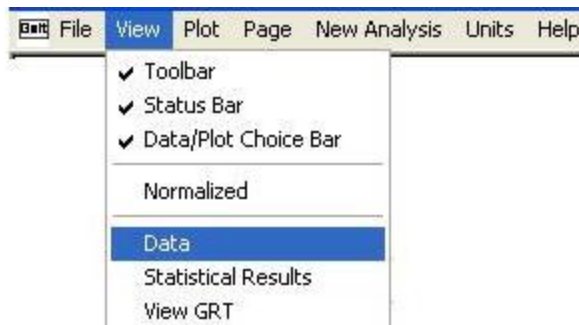 Gait File View Plot Page New Analysis Units Help
Toolbar
Status Bar
Data/Plot Choice Bar
Normalized
Data
Statistical Results
View GRT